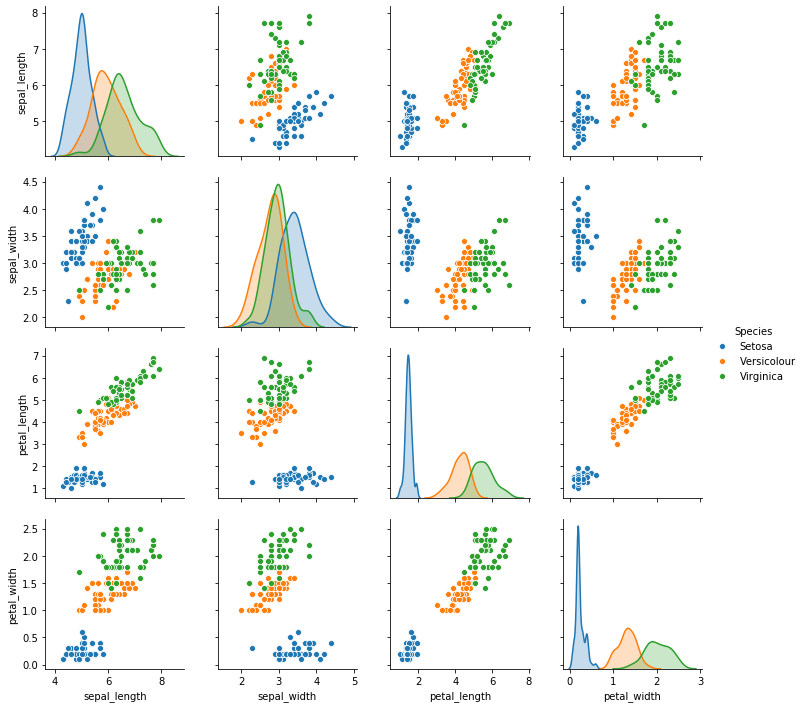 sepal_length
8
7
6
5
sepal_width
4.5
4.0
3.5
3.0
2.5
2.0
petal_length
7
6
5
4
3
2
1
petal_width
2.5
2.0
1.5
1.0
0.5
0.0
4 6 8
sepal_length
2 3 4 5
sepal_width
0 2 4 6 8
petal_length
0 1 2 3
petal_width
Species
Setosa
Versicolour
Virginica